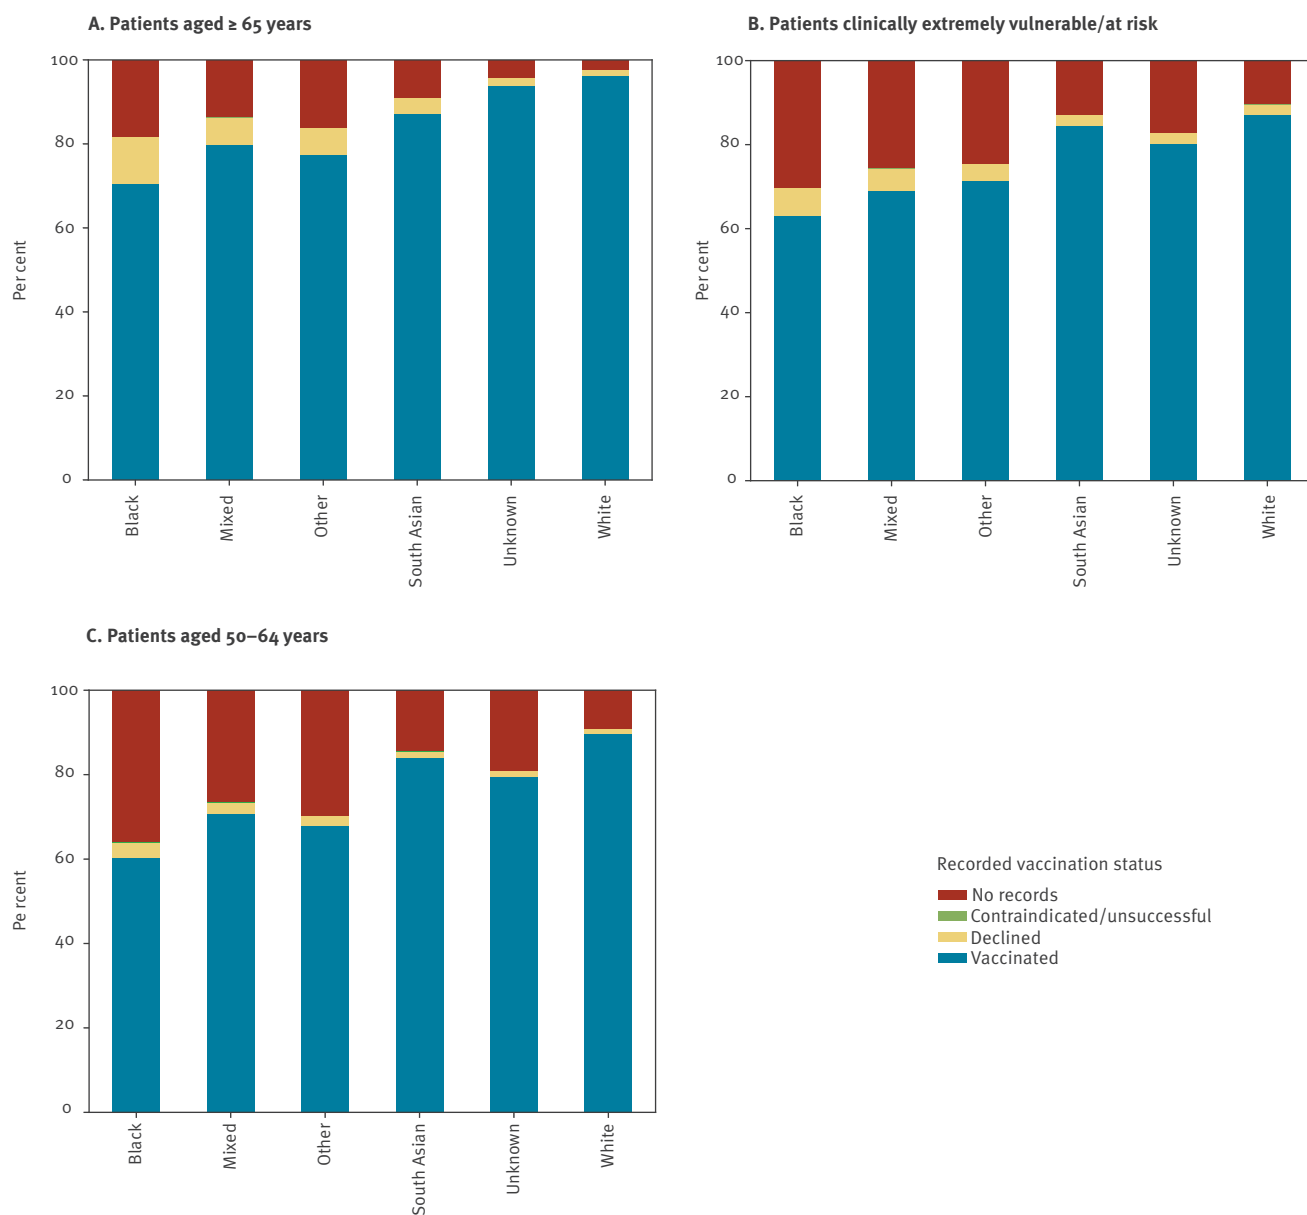 A. Patients aged ≥ 65 years
100
80
60
40
20
0
Per cent
Black
Mixed
Other
South Asian
Unknown
White
B. Patients clinically extremely vulnerable/at risk
100
80
60
40
20
0
Per cent
Black
Mixed
Other
South Asian
Unknown
White
C. Patients aged 50–64 years
100
80
60
40
20
0
Per cent
Black
Mixed
Other
South Asian
Unknown
White
Recorded vaccination status
No records
Contraindicated/unsuccessful
Declined
Vaccinated